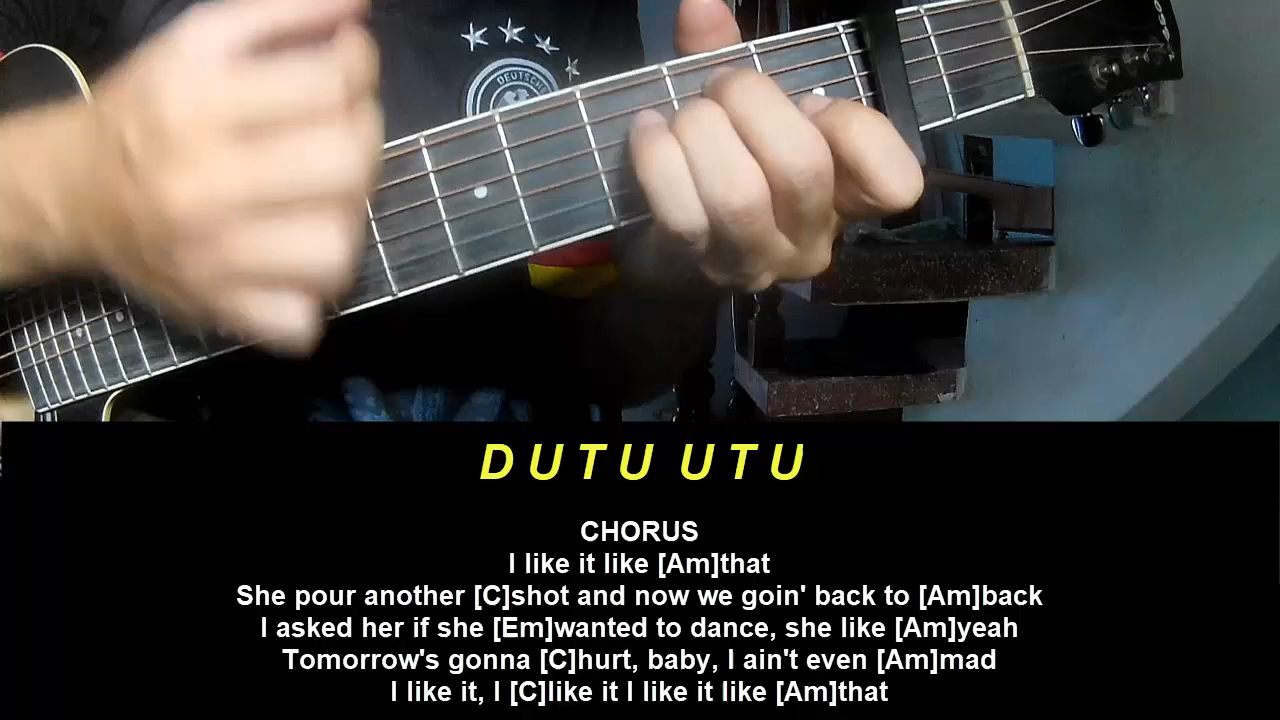 DEUTSCHE
D U T U U T U
CHORUS
I like it like [Am]that
She pour another [C]shot and now we goin' back to [Am]back
I asked her if she [Em]wanted to dance, she like [Am]yeah
Tomorrow's gonna [C]hurt, baby, I ain't even [Am]mad
I like it, I [C]like it I like it like [Am]that